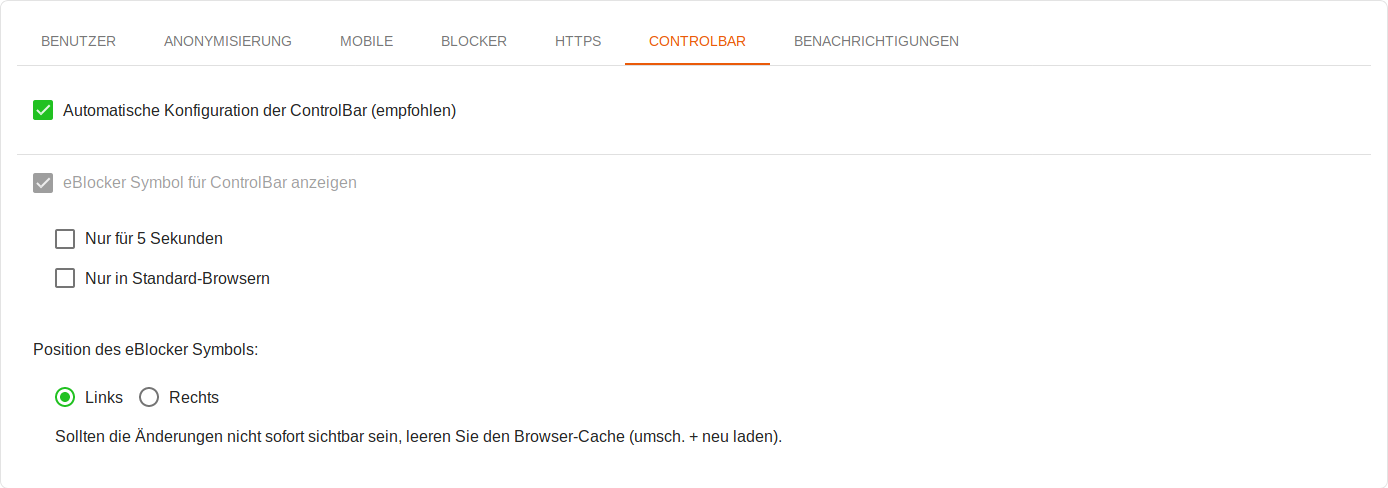 BENUTZER ANONYMISIERUNG MOBILE BLOCKER HTTPS CONTROLBAR BENACHRICHTIGUNGEN
Automatische Konfiguration der ControlBar (empfohlen)
eBlocker Symbol für ControlBar anzeigen
Nur für 5 Sekunden
Nur in Standard-Browsern
Position des eBlocker Symbols:
Links Rechts
Sollten die Änderungen nicht sofort sichtbar sein, leeren Sie den Browser-Cache (umsch. + neu laden).